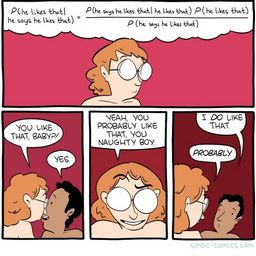 P(he likes that|
he says he likes that) =
P(he says he likes that|he likes that) P(he likes that)
P(he says he likes that)
YOU LIKE
THAT, BABY?!
YES.
YEAH, YOU
PROBABLY LIKE
THAT, YOU
NAUGHTY BOY.
I DO LIKE
THAT.
PROBABLY.
smbc-comics.com